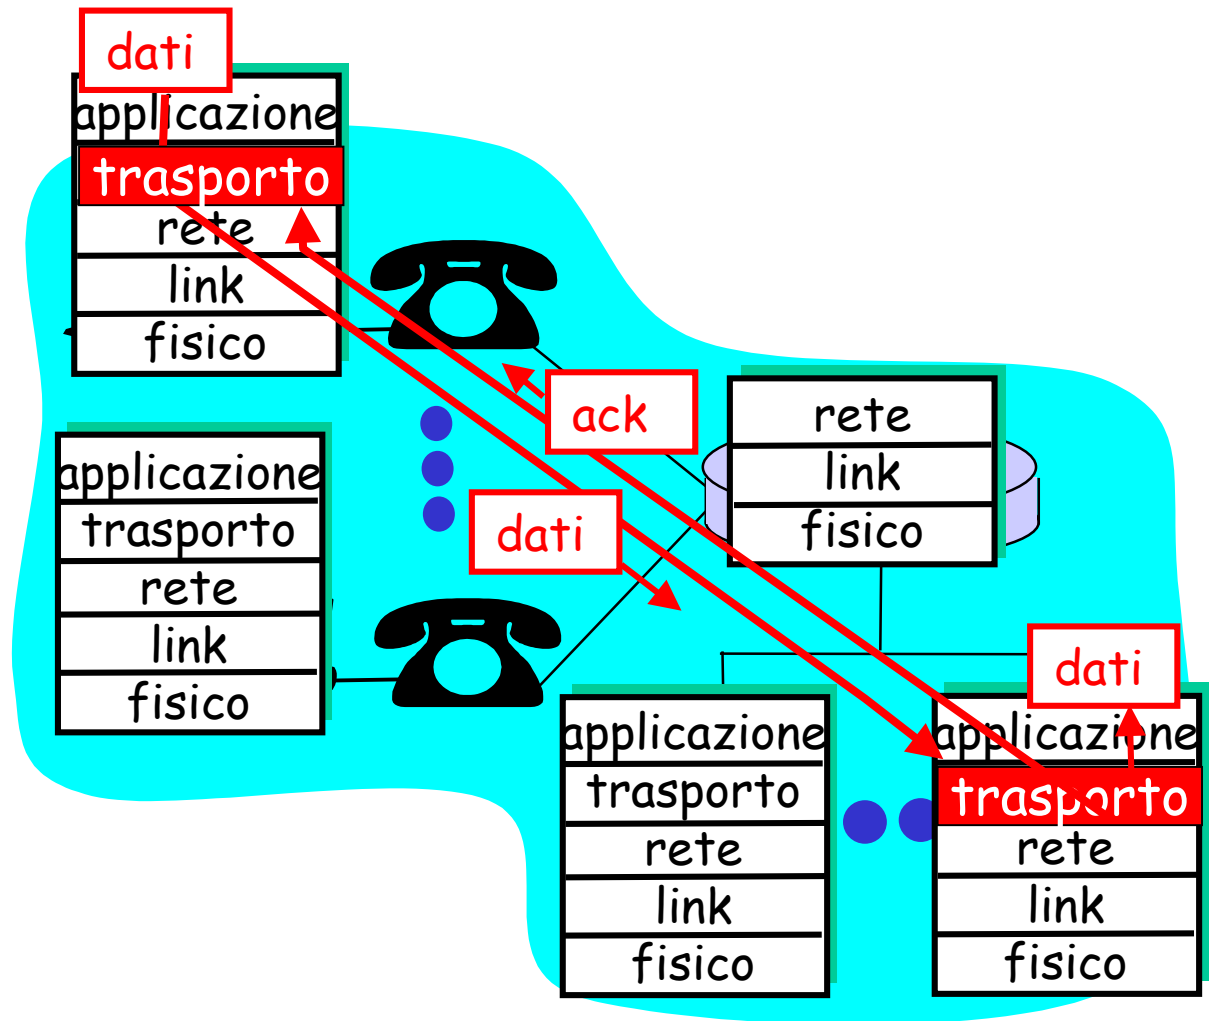 dati
applicazione
trasporto
rete
link
fisico
applicazione
trasporto
rete
link
fisico
ack
dati
rete
link
fisico
applicazione
trasporto
rete
link
fisico
dati
applicazione
trasporto
rete
link
fisico